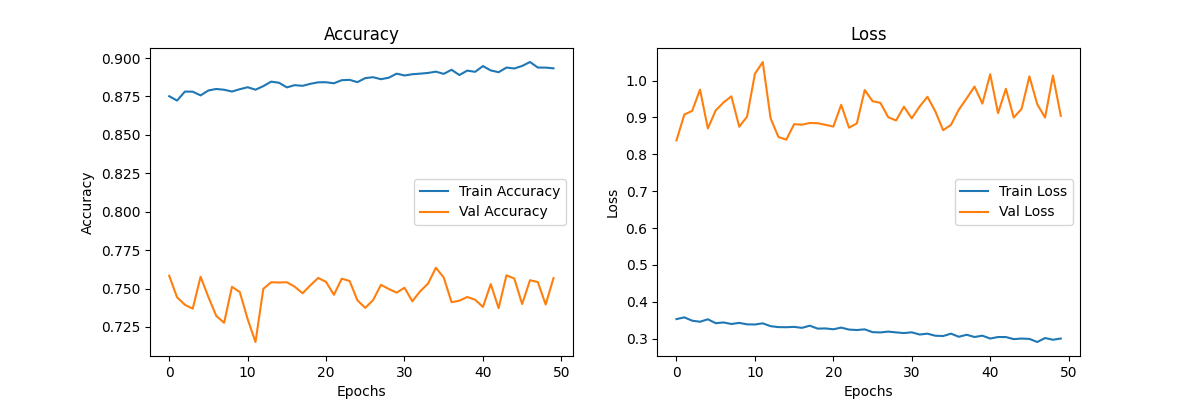 Accuracy
0.900
0.875
0.850
0.825
0.800
0.775
0.750
0.725
Accuracy
Train Accuracy
Val Accuracy
0 10 20 30 40 50
Epochs
Loss
1.0
0.9
0.8
0.7
0.6
0.5
0.4
0.3
Loss
Train Loss
Val Loss
0 10 20 30 40 50
Epochs